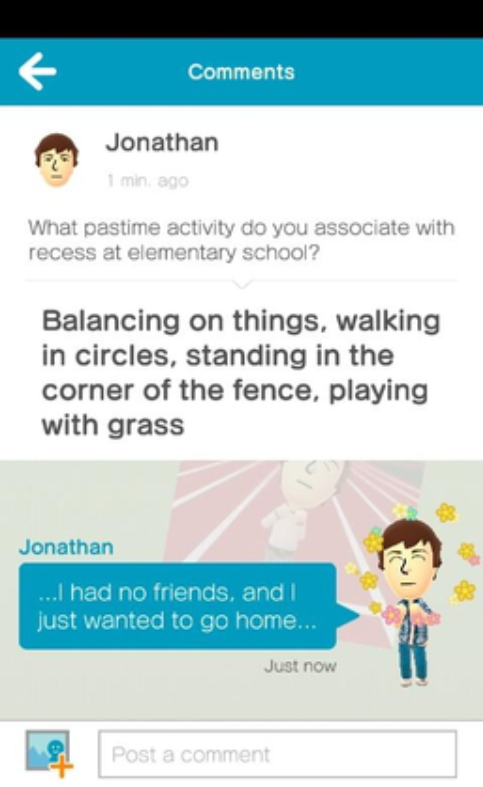 Comments
Jonathan
1 min. ago
What pastime activity do you associate with
recess at elementary school?
Balancing on things, walking
in circles, standing in the
corner of the fence, playing
with grass
Jonathan
...I had no friends, and I
just wanted to go home...
Just now
Post a comment